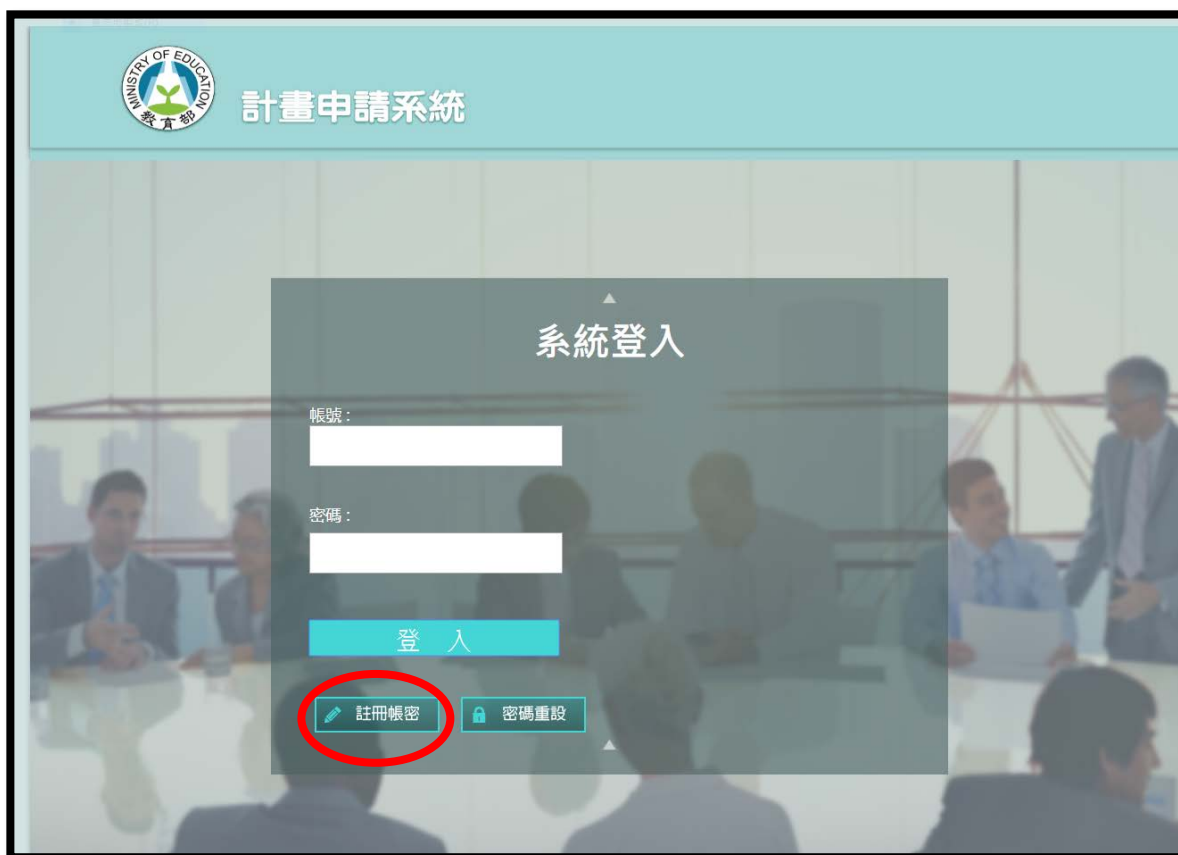 MINISTRY OF EDUCATION
教育部
計畫申請系統
系統登入
帳號：
密碼：
登 入
註冊帳密
密碼重設